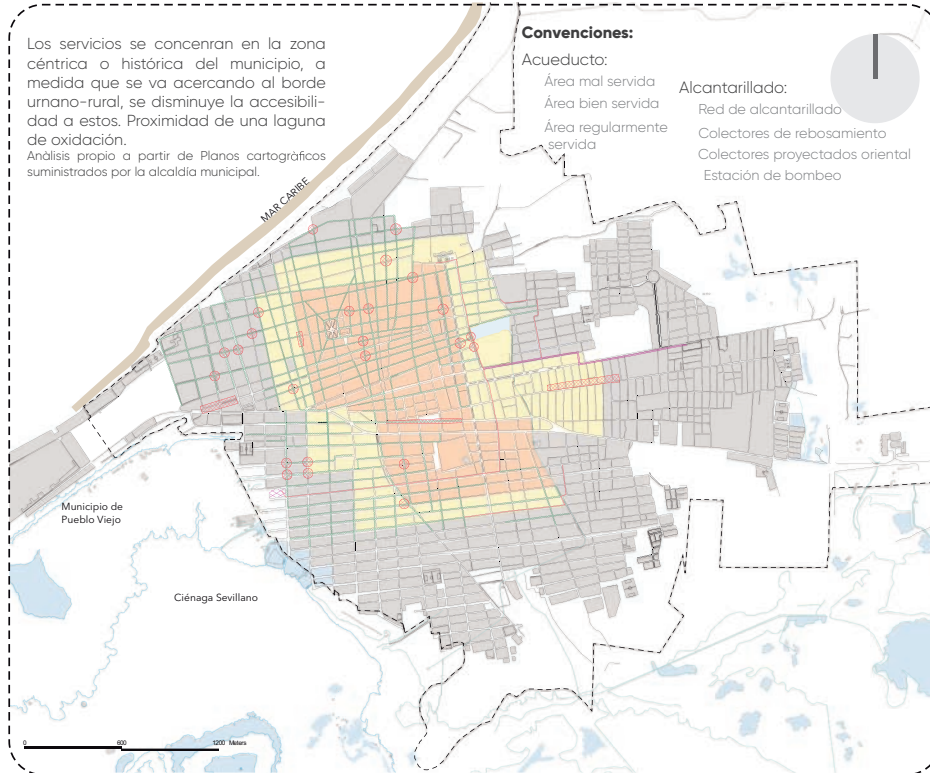 Los servicios se concenran en la zona
céntrica o histórica del municipio, a
medida que se va acercando al borde
urnano-rural, se disminuye la accesibili-
dad a estos. Proximidad de una laguna
de oxidación.
Anàlisis propio a partir de Planos cartogràficos
suministrados por la alcaldía municipal.
Convenciones:
Acueducto:
Área mal servida
Área bien servida
Área regularmente
servida
Alcantarillado:
Red de alcantarillado
Colectores de rebosamiento
Colectores proyectados oriental
Estación de bombeo
MAR CARIBE
Municipio de
Pueblo Viejo
Ciénaga Sevillano
0 600 1200 Meters